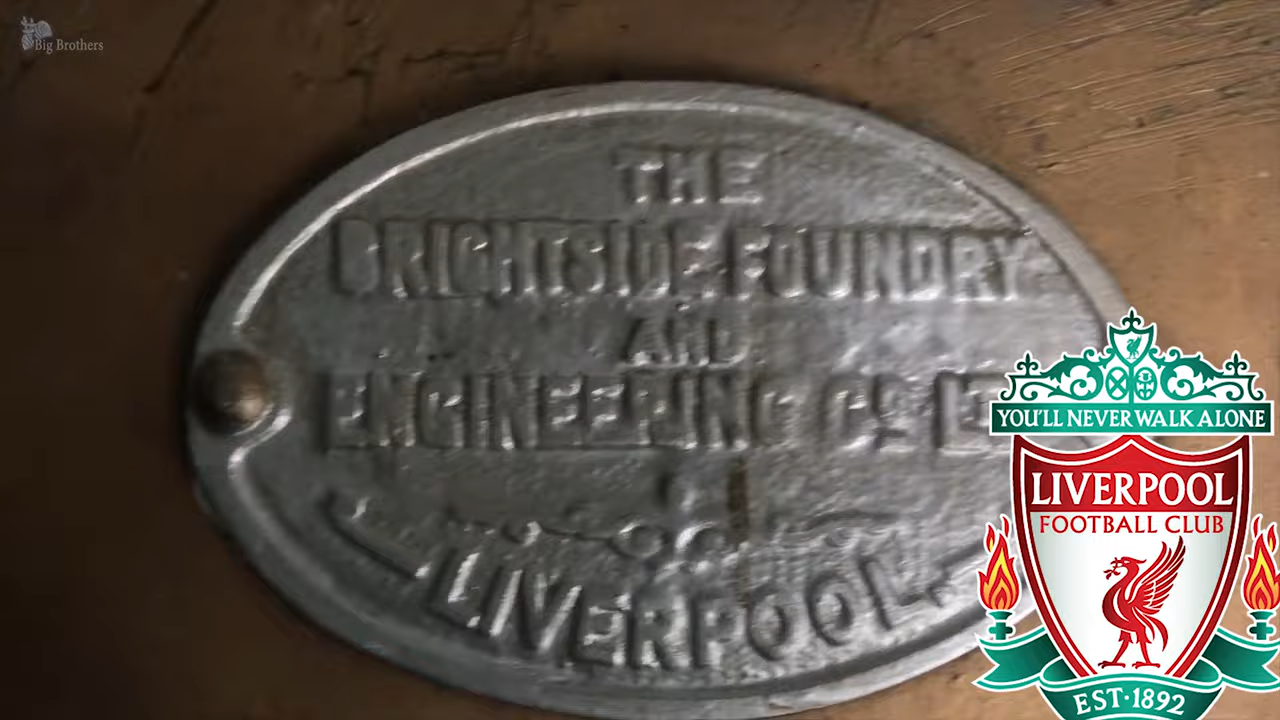 Big Brothers
THE
BRIGHTSIDE FOUNDRY
AND
ENGINEERING Co
LIVERPOOL
YOU'LL NEVER WALK ALONE
LIVERPOOL
FOOTBALL CLUB
EST·1892